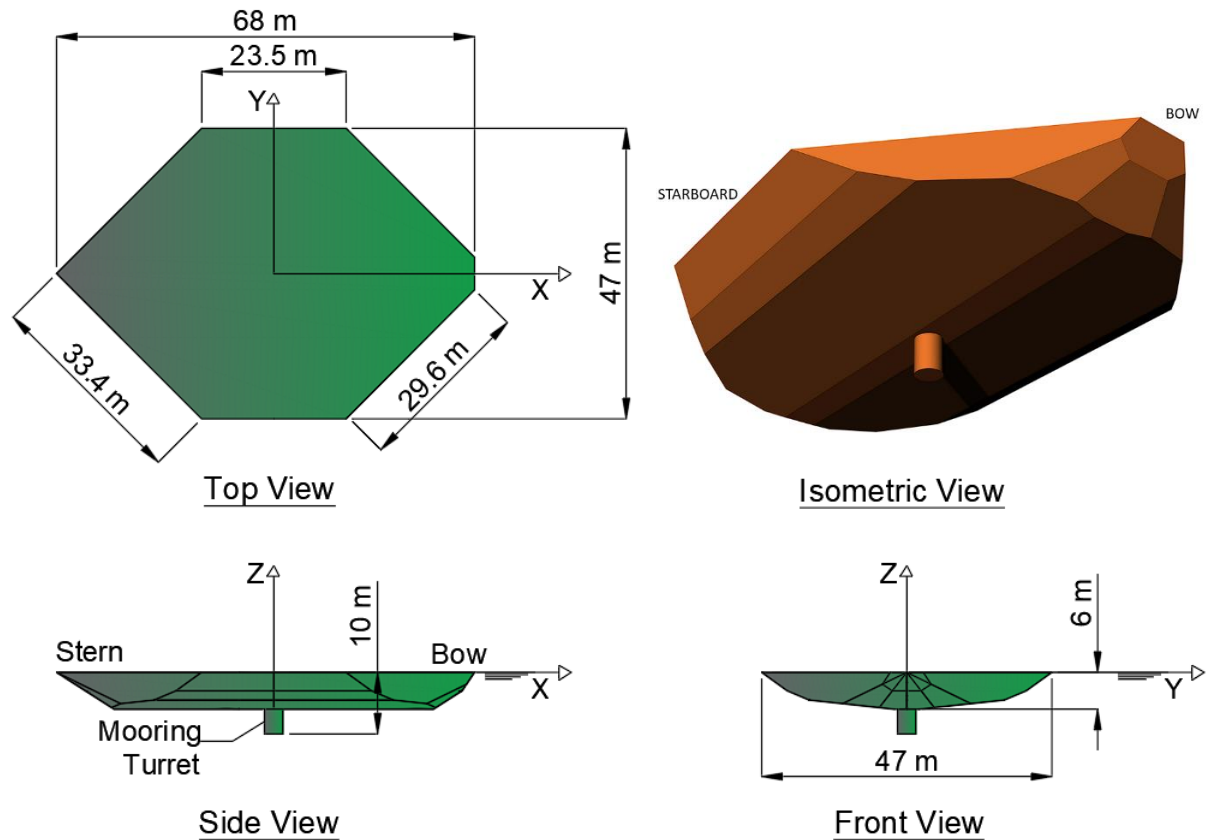 68 m
23.5 m
Y
X
47 m
33.4 m
29.6 m
Top View
BOW
STARBOARD
Isometric View
Z
10 m
Stern
Bow
X
Mooring
Turret
Side View
Z
6 m
Y
47 m
Front View